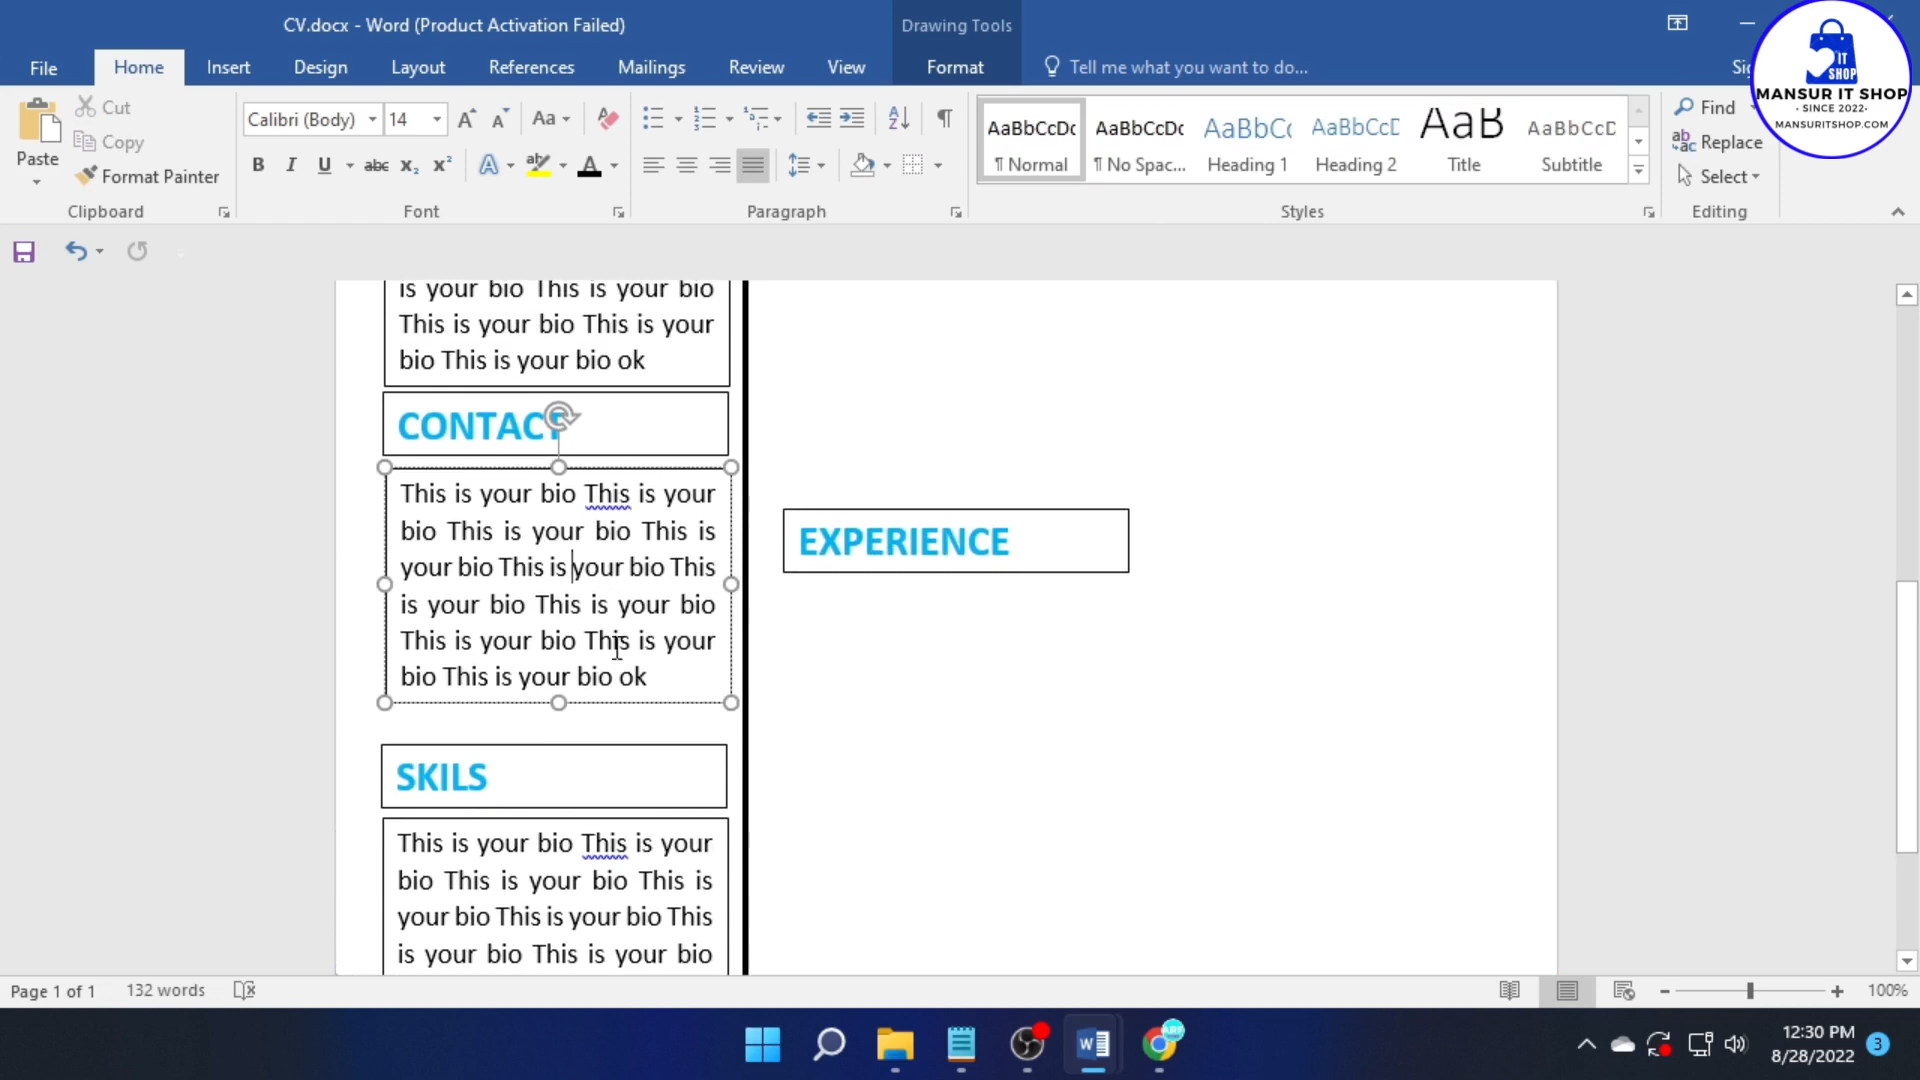 CV.docx - Word (Product Activation Failed)
Drawing Tools
File
Home
Insert
Design
Layout
References
Mailings
Review
View
Format
Tell me what you want to do...
IT
SHOP
MANSUR IT SHOP
· SINCE 2022·
MANSURITSHOP.COM
Paste
Cut
Copy
Format Painter
Clipboard
Calibri (Body)
14
Font
Paragraph
AaBbCcDc
¶ Normal
AaBbCcDc
¶ No Spac...
AaBbCc
Heading 1
AaBbCcD
Heading 2
AaB
Title
AaBbCcD
Subtitle
Styles
Find
Replace
Select
Editing
is your bio This is your bio
This is your bio This is your
bio This is your bio ok
CONTACT
This is your bio This is your
bio This is your bio This is
your bio This is your bio This
is your bio This is your bio
This is your bio This is your
bio This is your bio ok
EXPERIENCE
SKILS
This is your bio This is your
bio This is your bio This is
your bio This is your bio This
is your bio This is your bio
Page 1 of 1
132 words
100%
12:30 PM
8/28/2022
3